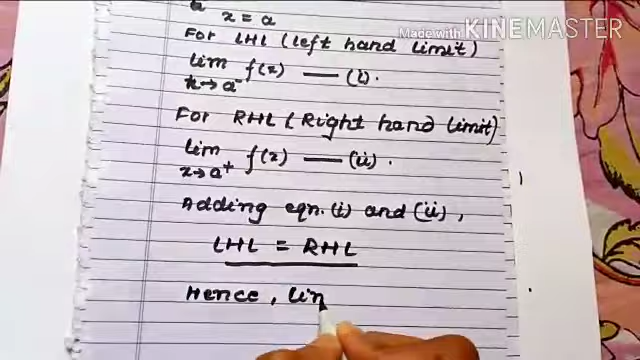 Made with KINEMASTER
x = a
For LHL (Left hand limit)
lim f(x) — (i).
x→a⁻
For RHL (Right hand limit)
lim f(x) — (ii).
x→a⁺
Adding eqn. (i) and (ii),
LHL = RHL
Hence, lim